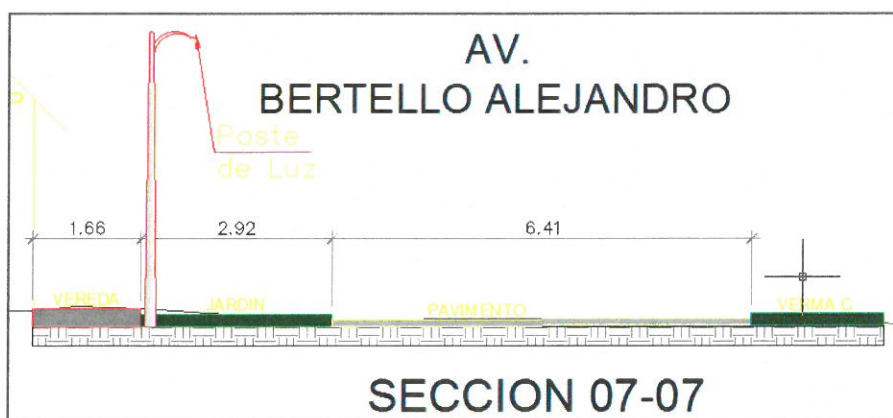 AV.
BERTELLO ALEJANDRO
Poste
de Luz
1.66
2.92
6.41
VEREDA
JARDIN
PAVIMENTO
VERMA C.
SECCION 07-07